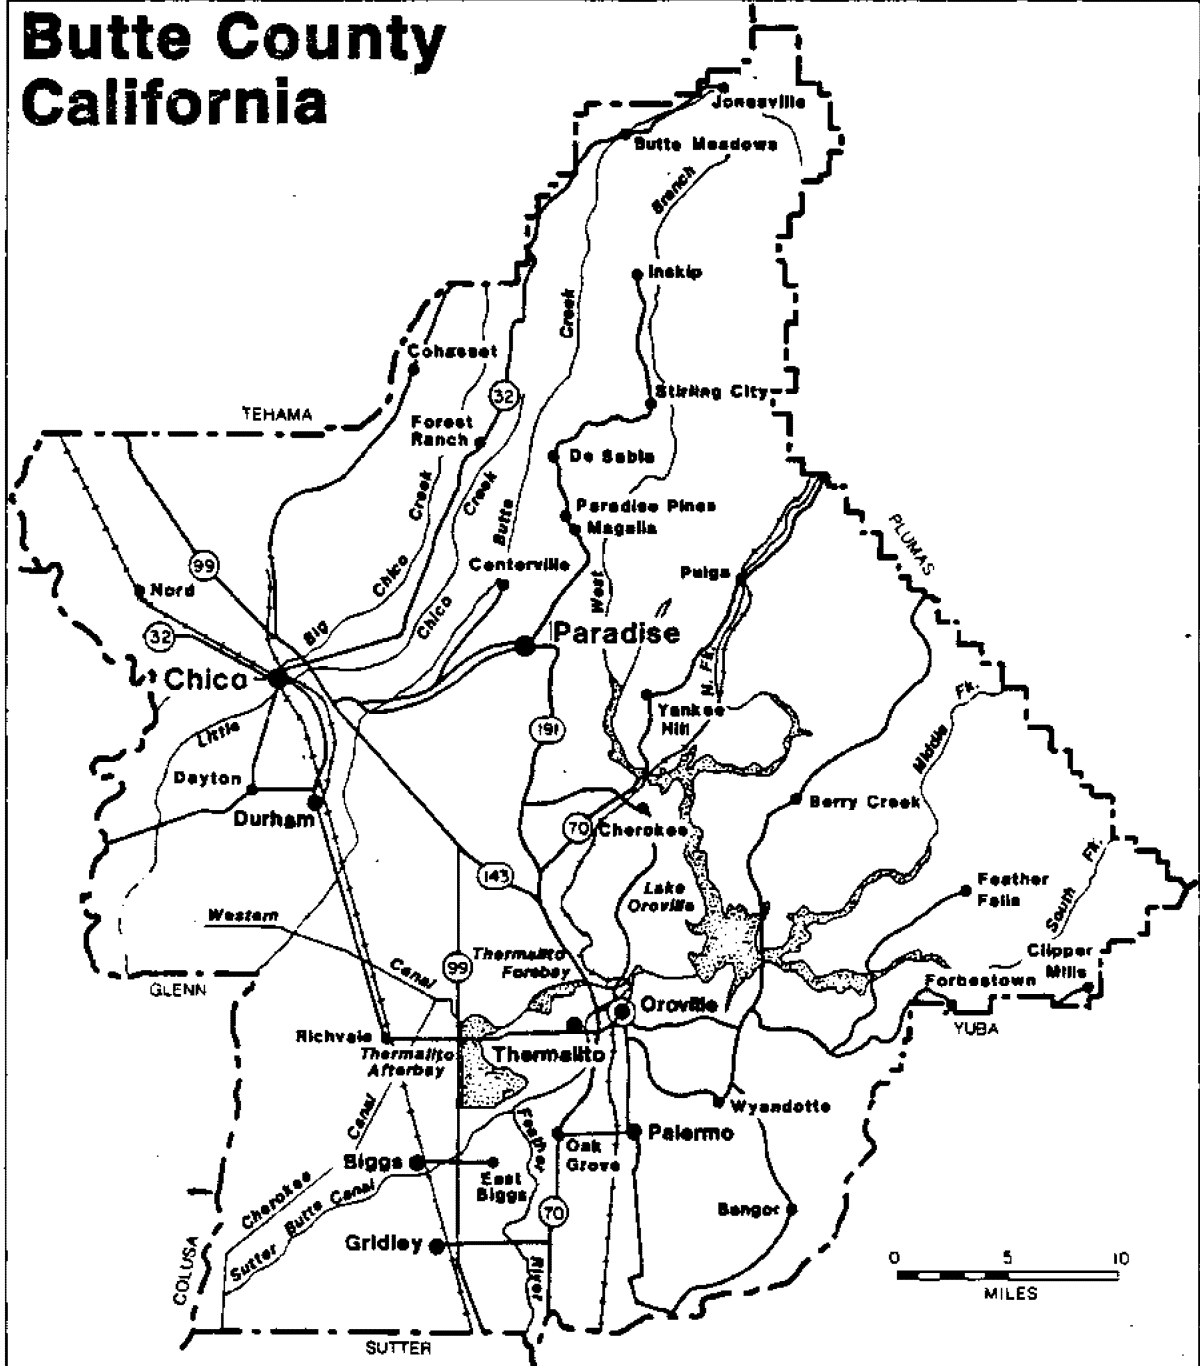 Butte County
California
Jonesville
Butte Meadows
Branch
Inskip
Creek
Cohasset
32
Stirling City
TEHAMA
Forest
Ranch
De Sabla
Creek
Creek
Butte
Paradise Pines
Magalia
PLUMAS
99
Centerville
Chico
Pulga
Nord
West
Chico
Big
32
Paradise
Chico
N. Fk.
Fk.
Yankee
Hill
Little
191
Middle
Dayton
Berry Creek
Durham
70
Cherokee
Fk.
143
Lake
Oroville
Feather
Falls
South
Western
Clipper
Mills
Thermalito
Forebay
Canal
99
GLENN
Forbestown
Oroville
YUBA
Richvale
Thermalito
Afterbay
Thermalito
Canal
Wyandotte
Feather
Palermo
Oak
Grove
Biggs
East
Biggs
Cherokee
Sutter Butte Canal
Bangor
70
Gridley
COLUSA
River
0 5 10
MILES
SUTTER